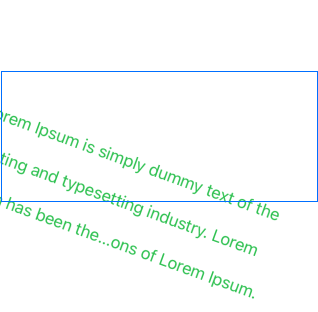 orem Ipsum is simply dummy text of the
ting and typesetting industry. Lorem
has been the...ons of Lorem Ipsum.